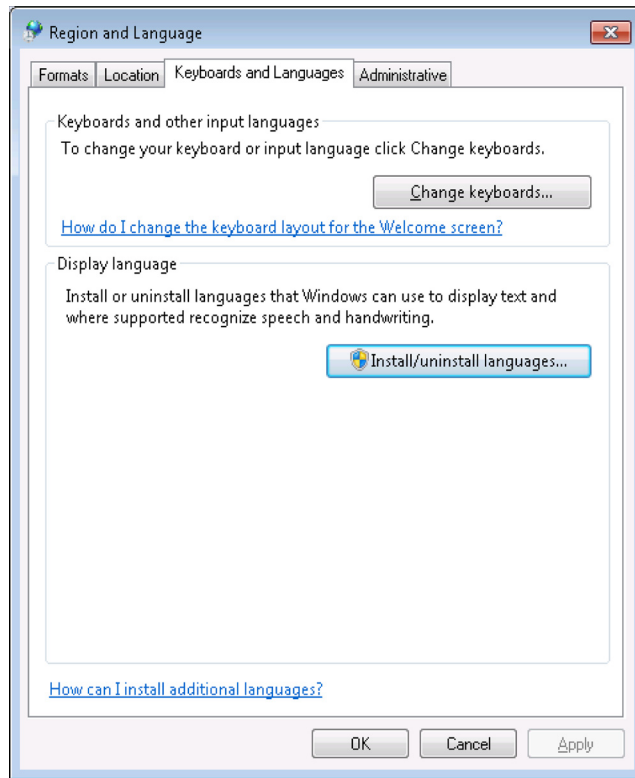 Region and Language
Formats Location Keyboards and Languages Administrative
Keyboards and other input languages
To change your keyboard or input language click Change keyboards.
Change keyboards...
How do I change the keyboard layout for the Welcome screen?
Display language
Install or uninstall languages that Windows can use to display text and
where supported recognize speech and handwriting.
Install/uninstall languages...
How can I install additional languages?
OK Cancel Apply